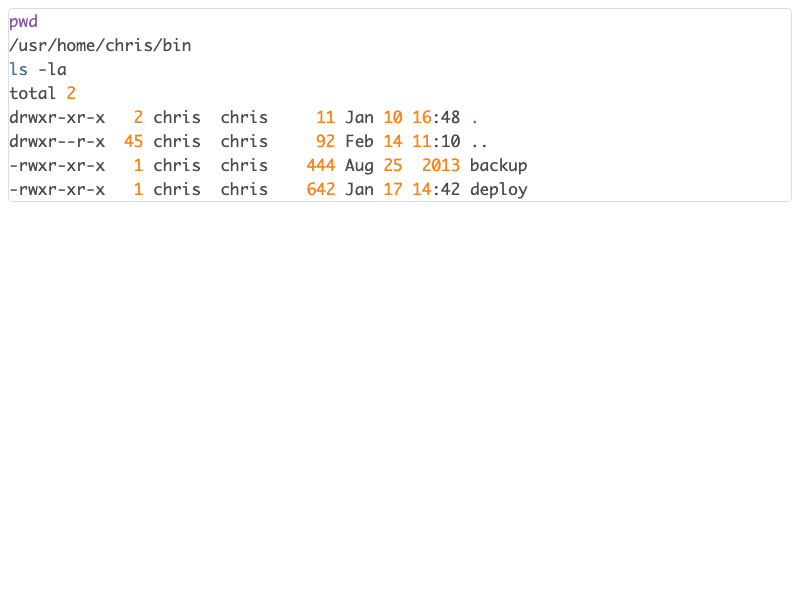 pwd
/usr/home/chris/bin
ls -la
total 2
drwxr-xr-x   2 chris  chris     11 Jan 10 16:48 .
drwxr--r-x  45 chris  chris     92 Feb 14 11:10 ..
-rwxr-xr-x   1 chris  chris    444 Aug 25  2013 backup
-rwxr-xr-x   1 chris  chris    642 Jan 17 14:42 deploy